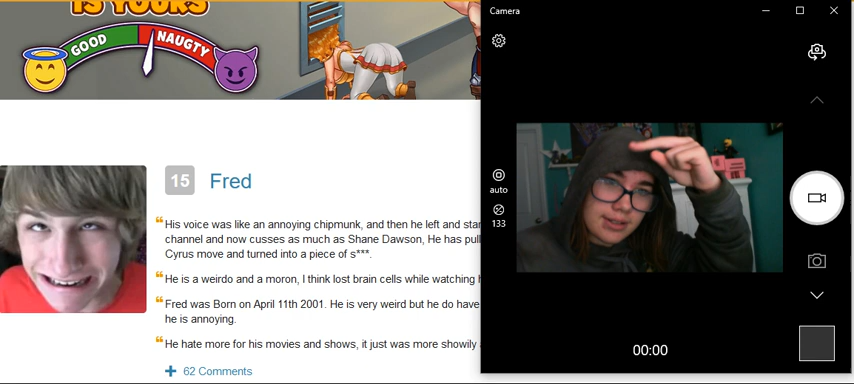 IS YOURS
GOOD
NAUGTY
15 Fred
His voice was like an annoying chipmunk, and then he left and
channel and now cusses as much as Shane Dawson, He has
Cyrus move and turned into a piece of s***.
He is a weirdo and a moron, I think lost brain cells while watching
Fred was Born on April 11th 2001. He is very weird but he do have
he is annoying.
He hate more for his movies and shows, it just was more showily
62 Comments
Camera
auto
133
00:00